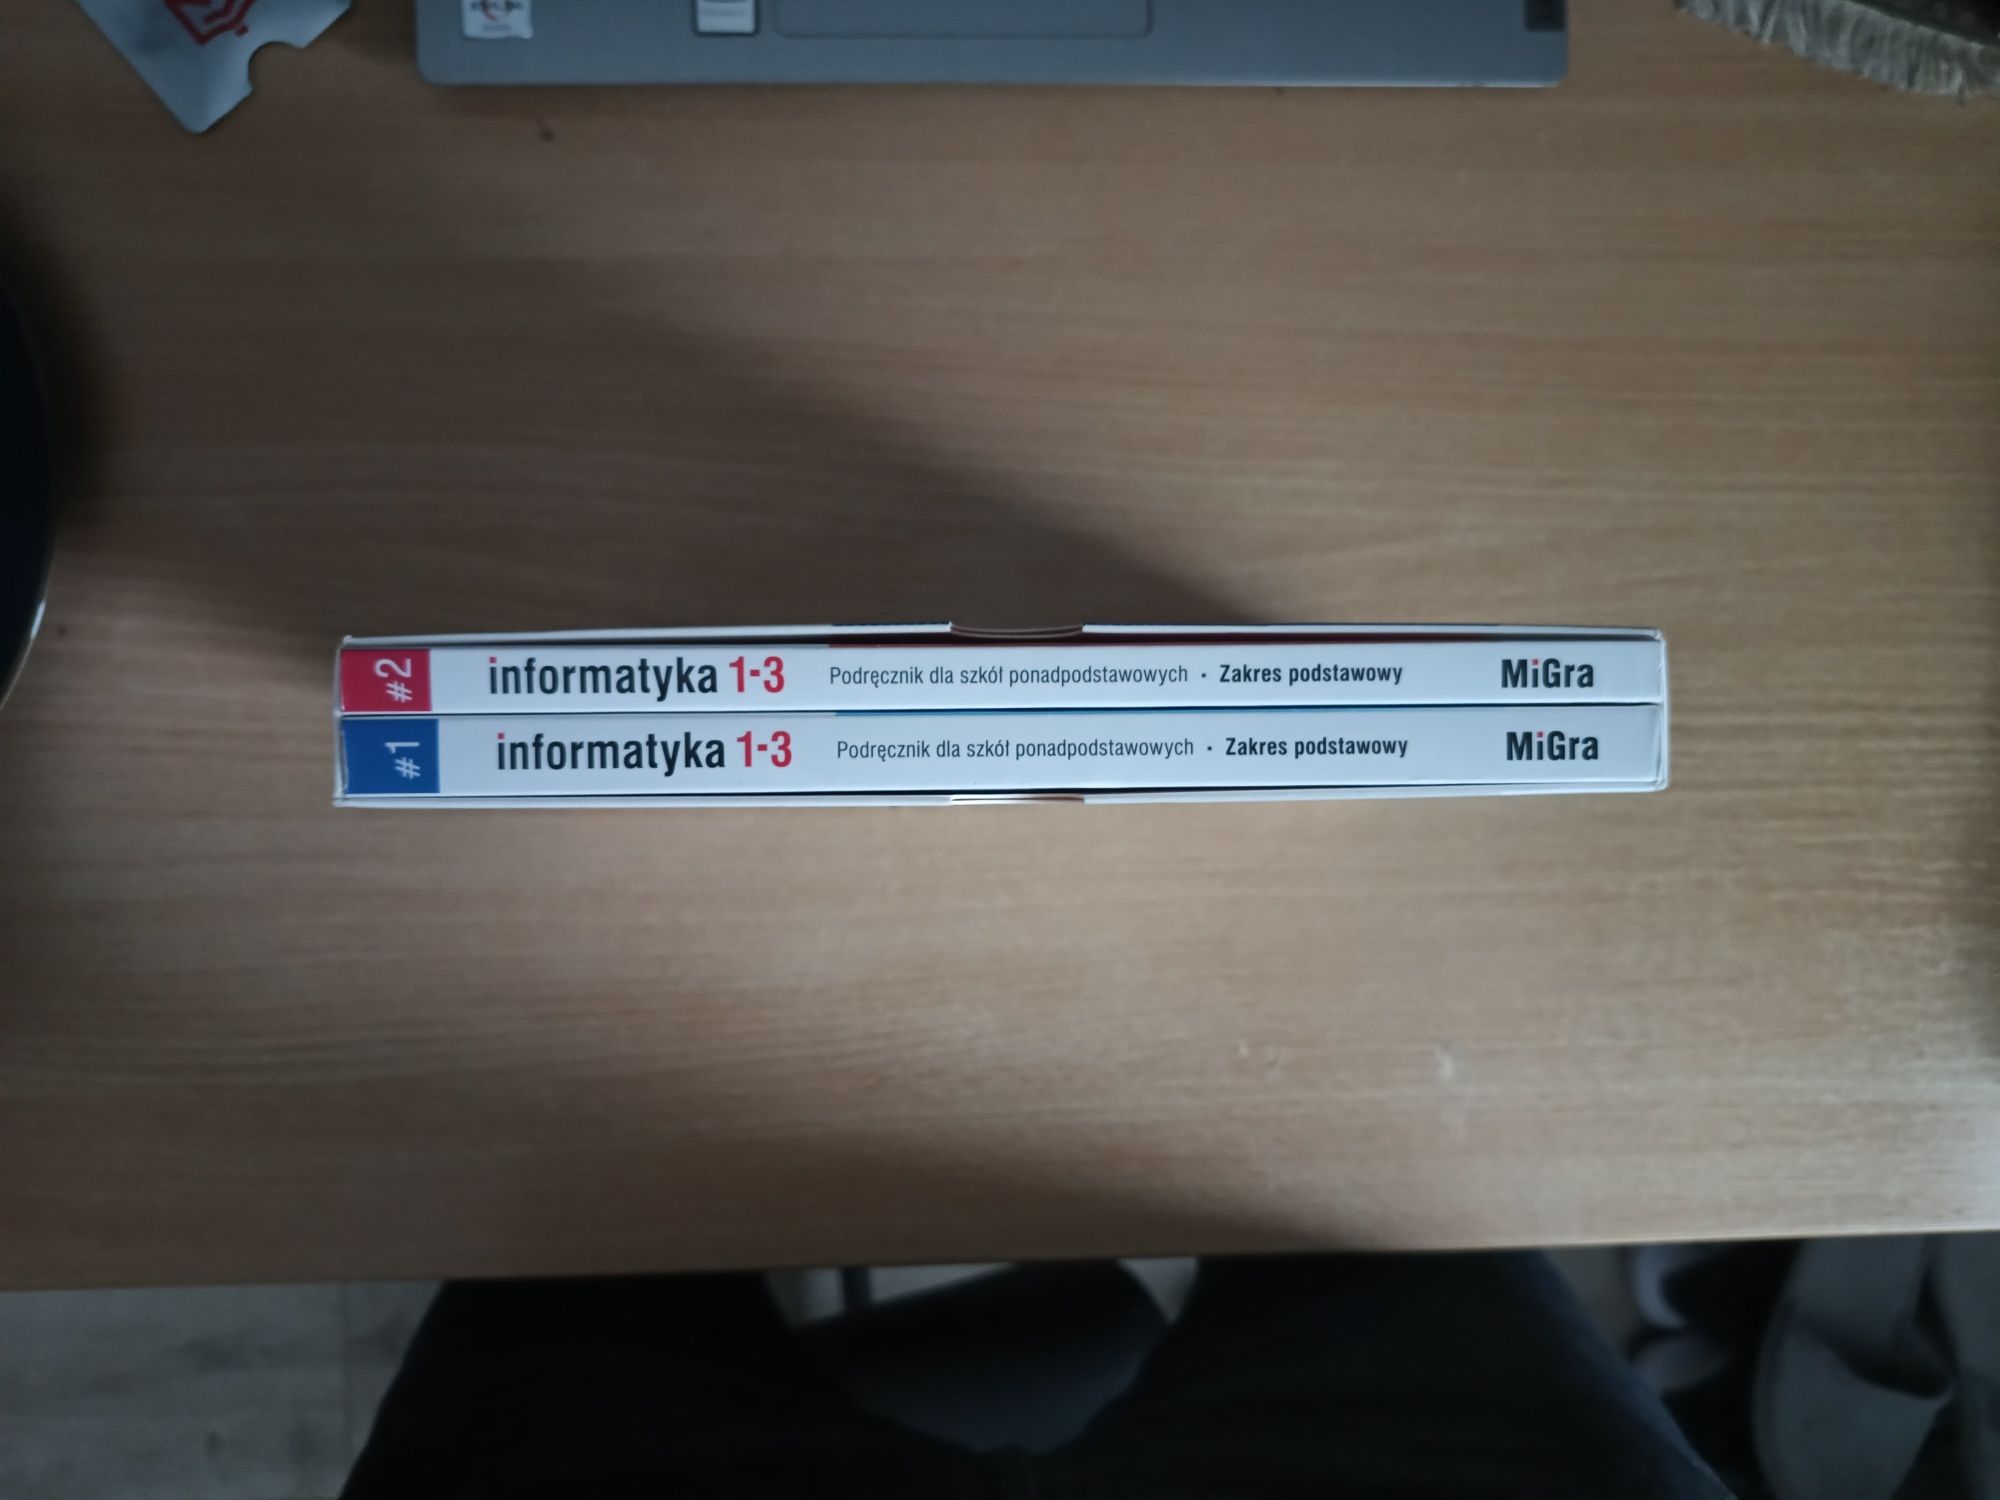 #2 informatyka 1-3 Podręcznik dla szkół ponadpodstawowych · Zakres podstawowy MiGra
#1 informatyka 1-3 Podręcznik dla szkół ponadpodstawowych · Zakres podstawowy MiGra